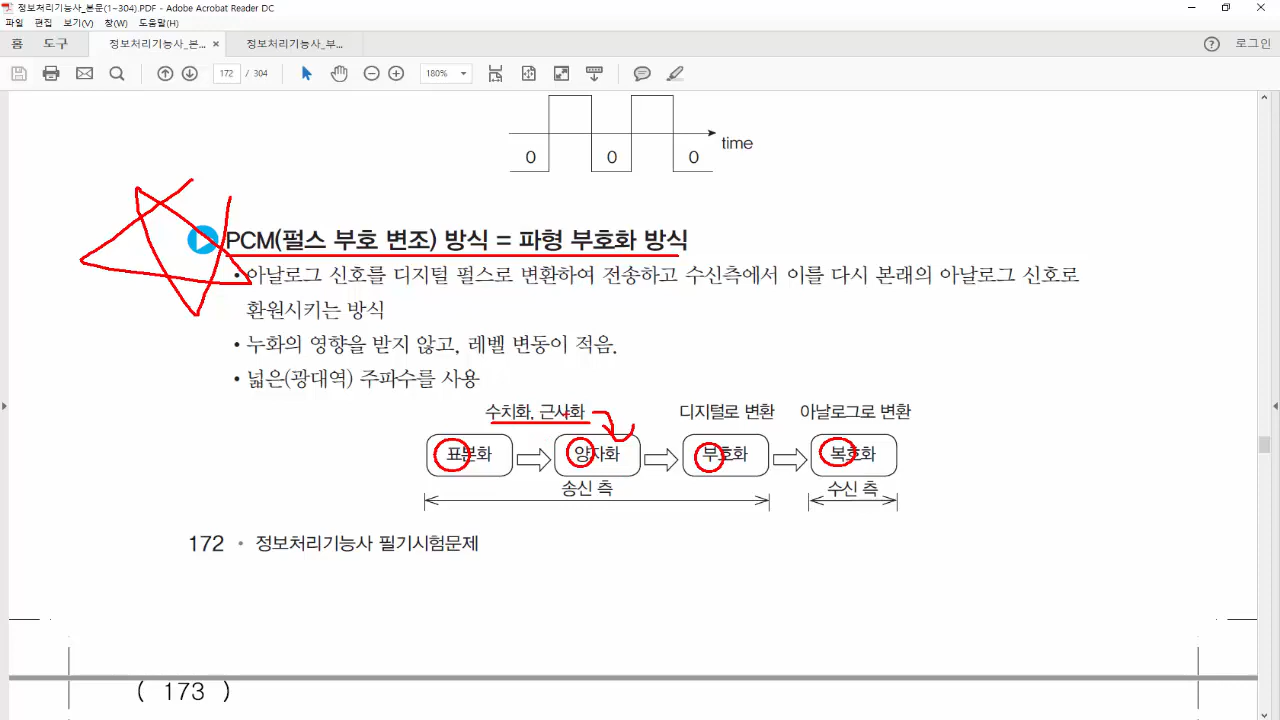 정보처리기능사_본문(1~304).PDF - Adobe Acrobat Reader DC
파일 편집 보기(V) 창(W) 도움말(H)
홈 도구 정보처리기능사_본... × 정보처리기능사_부... ? 로그인
172 / 304 180%
0 0 0 time
PCM(펄스 부호 변조) 방식 = 파형 부호화 방식
• 아날로그 신호를 디지털 펄스로 변환하여 전송하고 수신측에서 이를 다시 본래의 아날로그 신호로
환원시키는 방식
• 누화의 영향을 받지 않고, 레벨 변동이 적음.
• 넓은(광대역) 주파수를 사용
수치화, 근사화 디지털로 변환 아날로그로 변환
표본화 양자화 부호화 복호화
송신 측 수신 측
172 • 정보처리기능사 필기시험문제
( 173 )